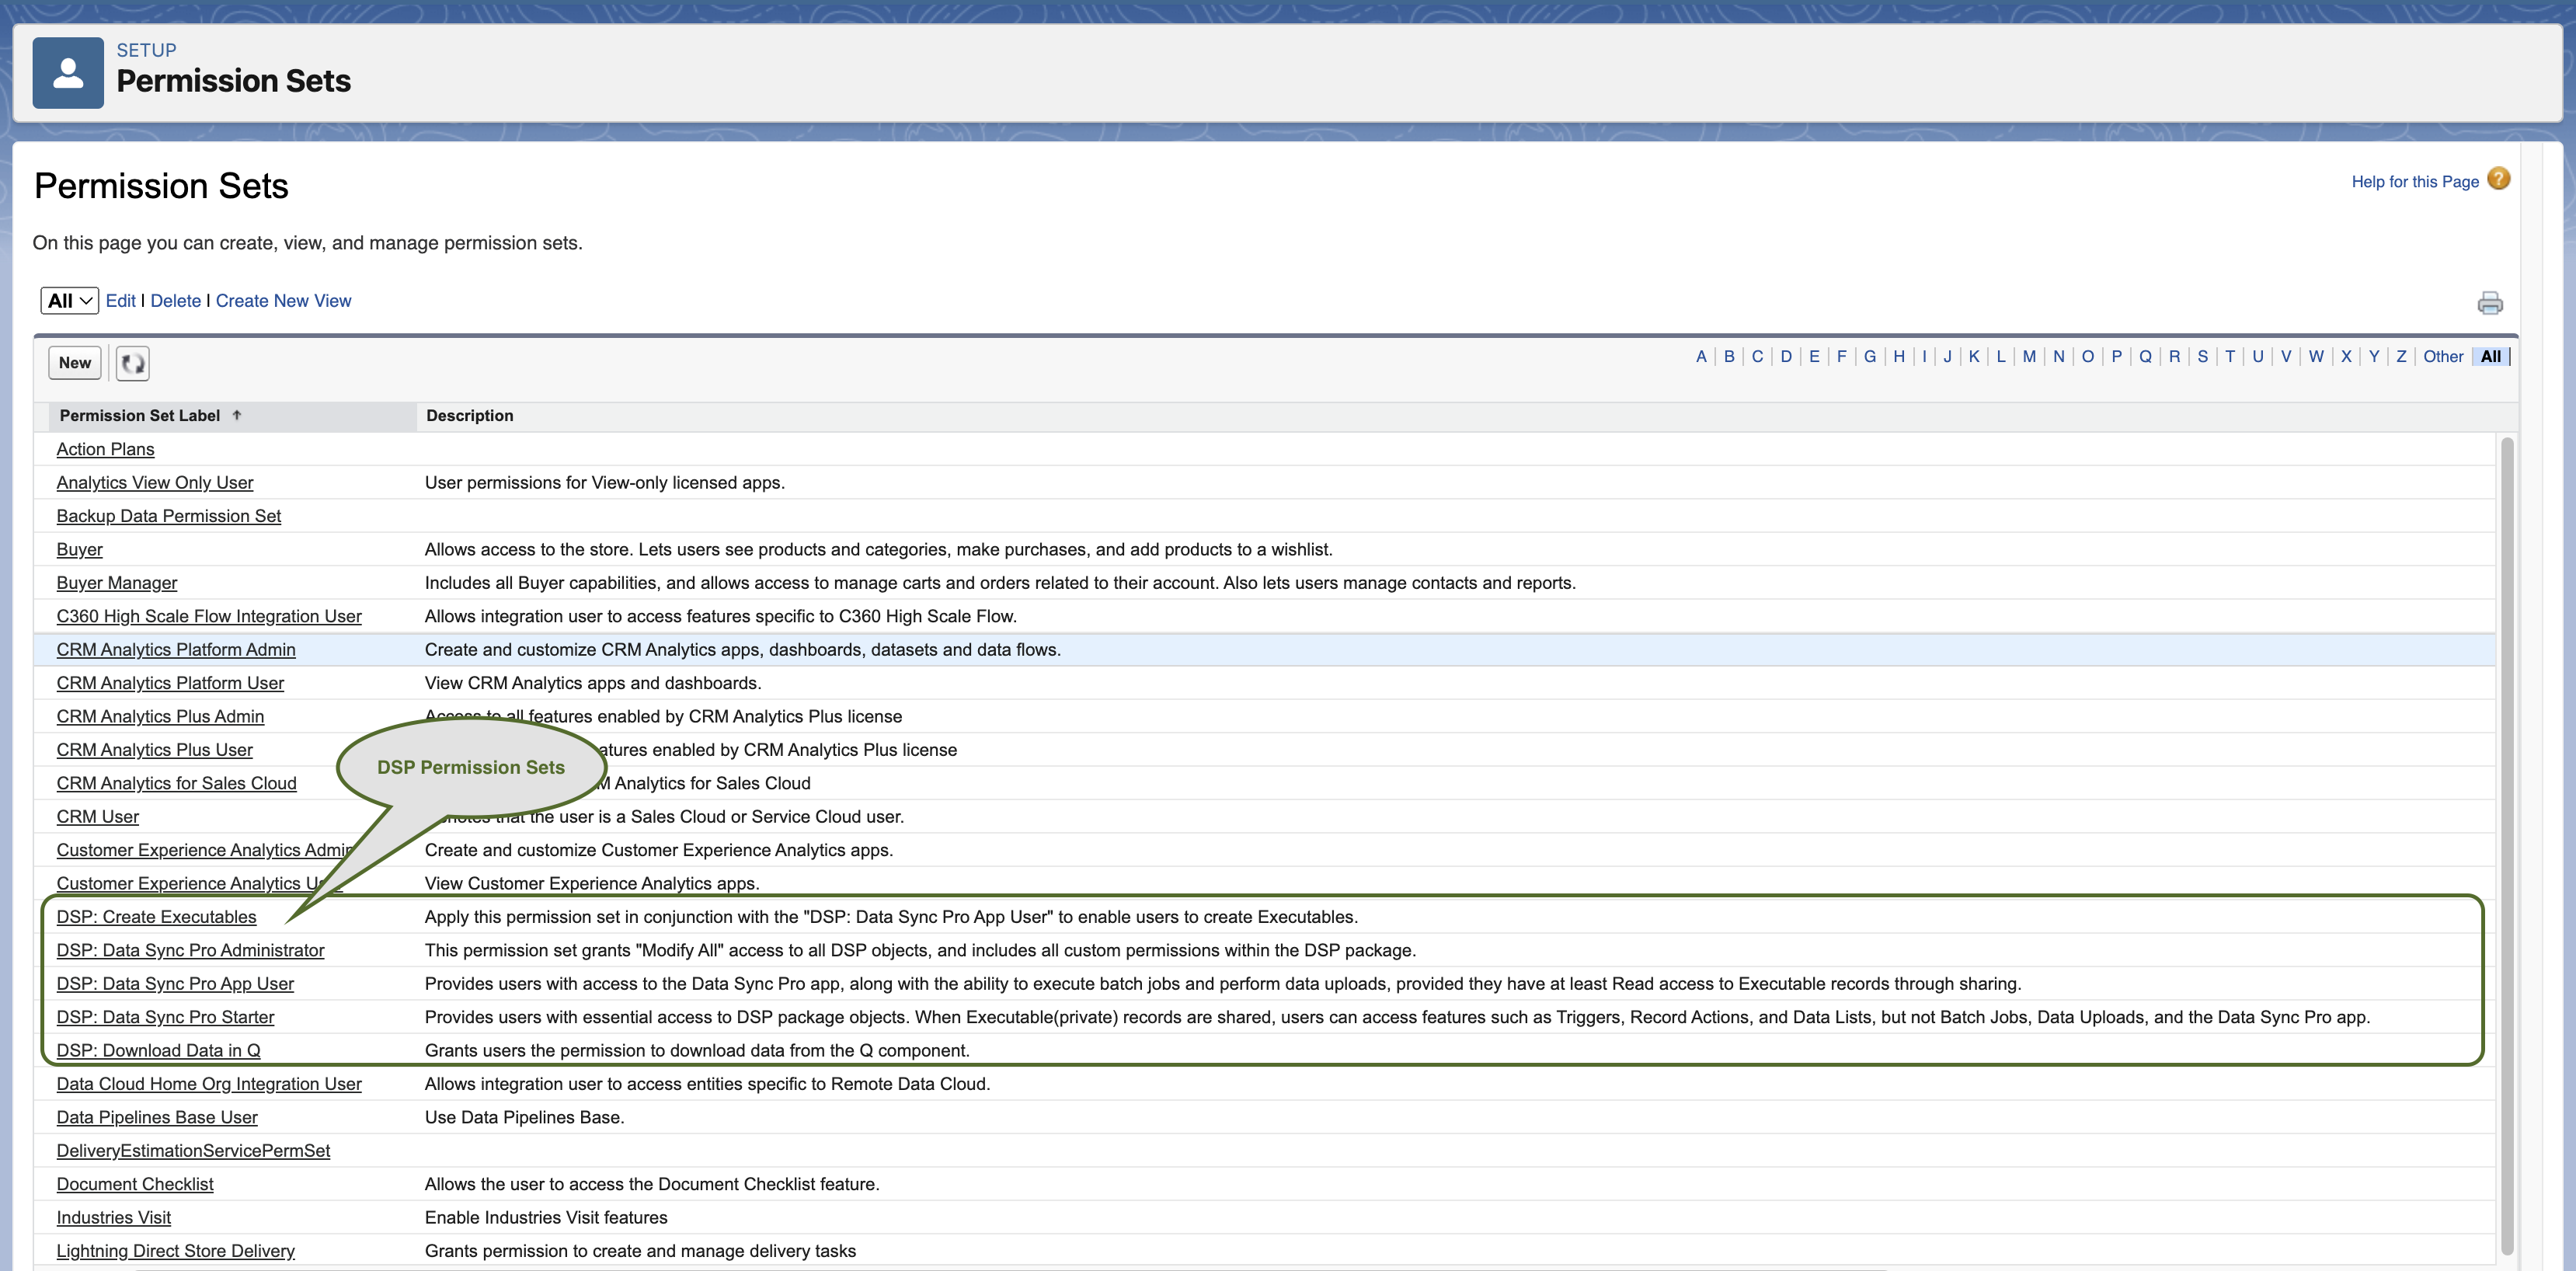 SETUP
Permission Sets
Permission Sets
Help for this Page ?
On this page you can create, view, and manage permission sets.
All Edit | Delete | Create New View
New
A | B | C | D | E | F | G | H | I | J | K | L | M | N | O | P | Q | R | S | T | U | V | W | X | Y | Z | Other | All
Permission Set Label ↑ Description
Action Plans
Analytics View Only User User permissions for View-only licensed apps.
Backup Data Permission Set
Buyer Allows access to the store. Lets users see products and categories, make purchases, and add products to a wishlist.
Buyer Manager Includes all Buyer capabilities, and allows access to manage carts and orders related to their account. Also lets users manage contacts and reports.
C360 High Scale Flow Integration User Allows integration user to access features specific to C360 High Scale Flow.
CRM Analytics Platform Admin Create and customize CRM Analytics apps, dashboards, datasets and data flows.
CRM Analytics Platform User View CRM Analytics apps and dashboards.
CRM Analytics Plus Admin Access to all features enabled by CRM Analytics Plus license
CRM Analytics Plus User enabled by CRM Analytics Plus license
DSP Permission Sets
CRM Analytics for Sales Cloud Analytics for Sales Cloud
CRM User that the user is a Sales Cloud or Service Cloud user.
Customer Experience Analytics Admin Create and customize Customer Experience Analytics apps.
Customer Experience Analytics View Customer Experience Analytics apps.
DSP: Create Executables Apply this permission set in conjunction with the "DSP: Data Sync Pro App User" to enable users to create Executables.
DSP: Data Sync Pro Administrator This permission set grants "Modify All" access to all DSP objects, and includes all custom permissions within the DSP package.
DSP: Data Sync Pro App User Provides users with access to the Data Sync Pro app, along with the ability to execute batch jobs and perform data uploads, provided they have at least Read access to Executable records through sharing.
DSP: Data Sync Pro Starter Provides users with essential access to DSP package objects. When Executable(private) records are shared, users can access features such as Triggers, Record Actions, and Data Lists, but not Batch Jobs, Data Uploads, and the Data Sync Pro app.
DSP: Download Data in Q Grants users the permission to download data from the Q component.
Data Cloud Home Org Integration User Allows integration user to access entities specific to Remote Data Cloud.
Data Pipelines Base User Use Data Pipelines Base.
DeliveryEstimationServicePermSet
Document Checklist Allows the user to access the Document Checklist feature.
Industries Visit Enable Industries Visit features
Lightning Direct Store Delivery Grants permission to create and manage delivery tasks